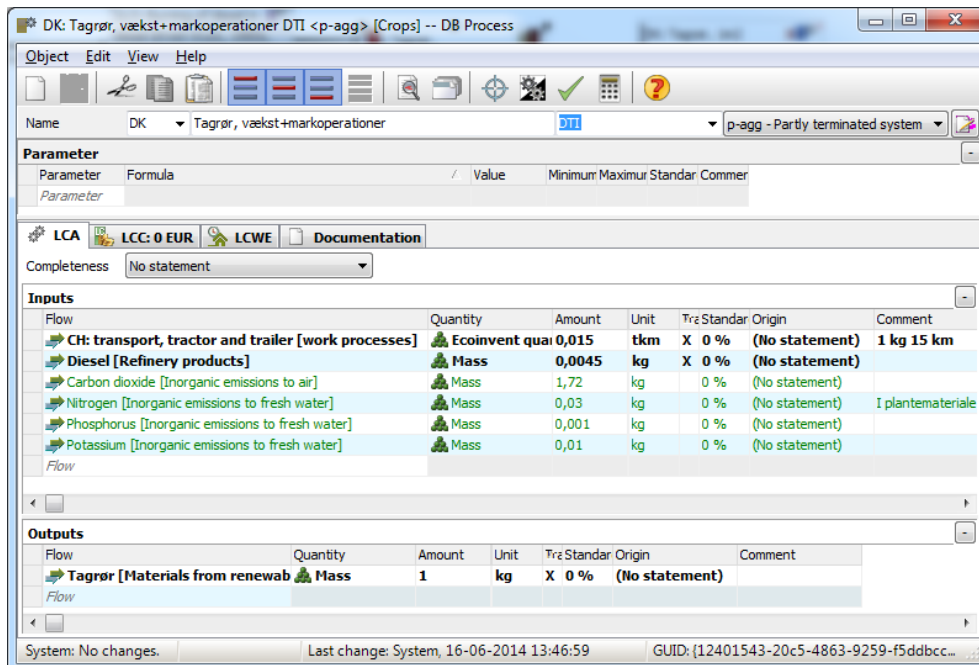 DK: Tagrør, vækst+markoperationer DTI <p-agg> [Crops] -- DB Process
Object Edit View Help
Name DK Tagrør, vækst+markoperationer DTI p-agg - Partly terminated system
Parameter
Parameter Formula Value Minimum Maximur Standar Commer
Parameter
LCA LCC: 0 EUR LCWE Documentation
Completeness No statement
Inputs
Flow Quantity Amount Unit Tra Standar Origin Comment
CH: transport, tractor and trailer [work processes] Ecoinvent quai 0,015 tkm X 0 % (No statement) 1 kg 15 km
Diesel [Refinery products] Mass 0,0045 kg X 0 % (No statement)
Carbon dioxide [Inorganic emissions to air] Mass 1,72 kg 0 % (No statement)
Nitrogen [Inorganic emissions to fresh water] Mass 0,03 kg 0 % (No statement) I plantemateriale
Phosphorus [Inorganic emissions to fresh water] Mass 0,001 kg 0 % (No statement)
Potassium [Inorganic emissions to fresh water] Mass 0,01 kg 0 % (No statement)
Flow
Outputs
Flow Quantity Amount Unit Tra Standar Origin Comment
Tagrør [Materials from renewab Mass 1 kg X 0 % (No statement)
Flow
System: No changes. Last change: System, 16-06-2014 13:46:59 GUID: {12401543-20c5-4863-9259-f5ddbcc...